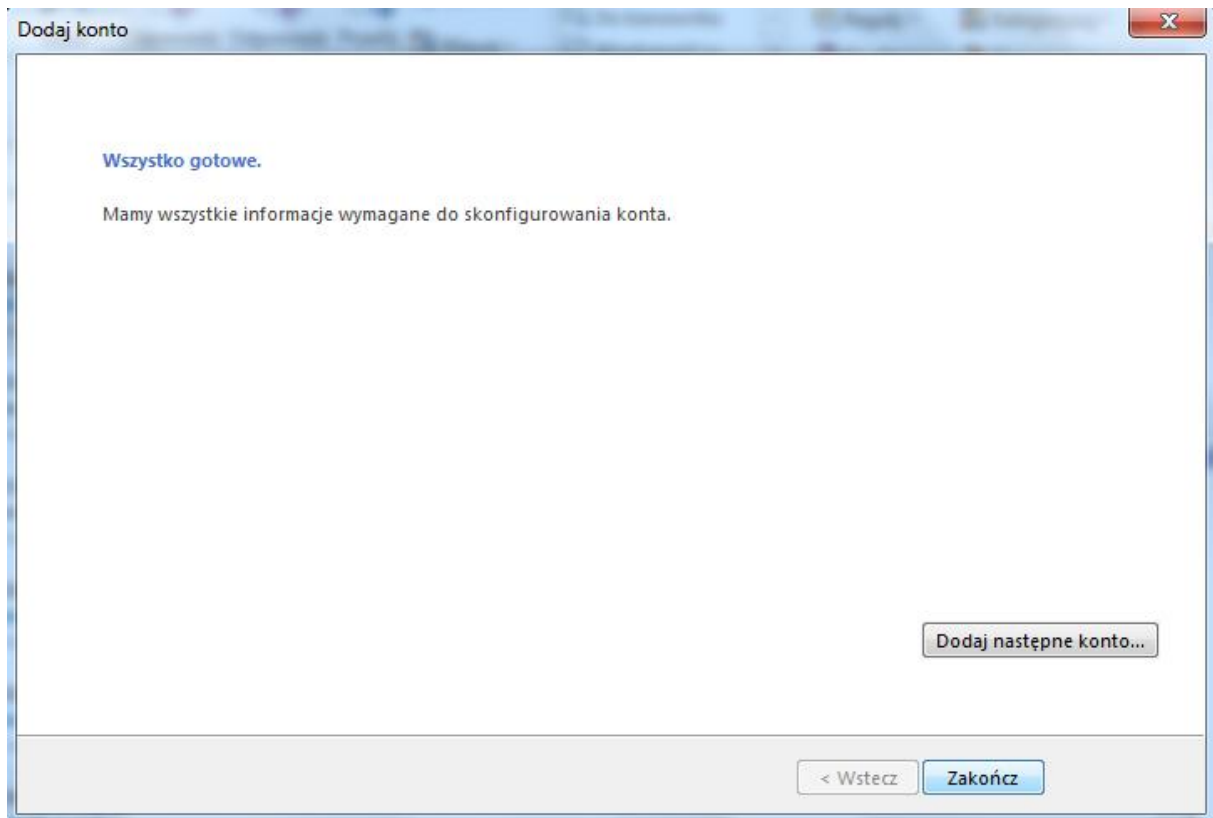 Dodaj konto
Wszystko gotowe.
Mamy wszystkie informacje wymagane do skonfigurowania konta.
Dodaj następne konto...
< Wstecz
Zakończ